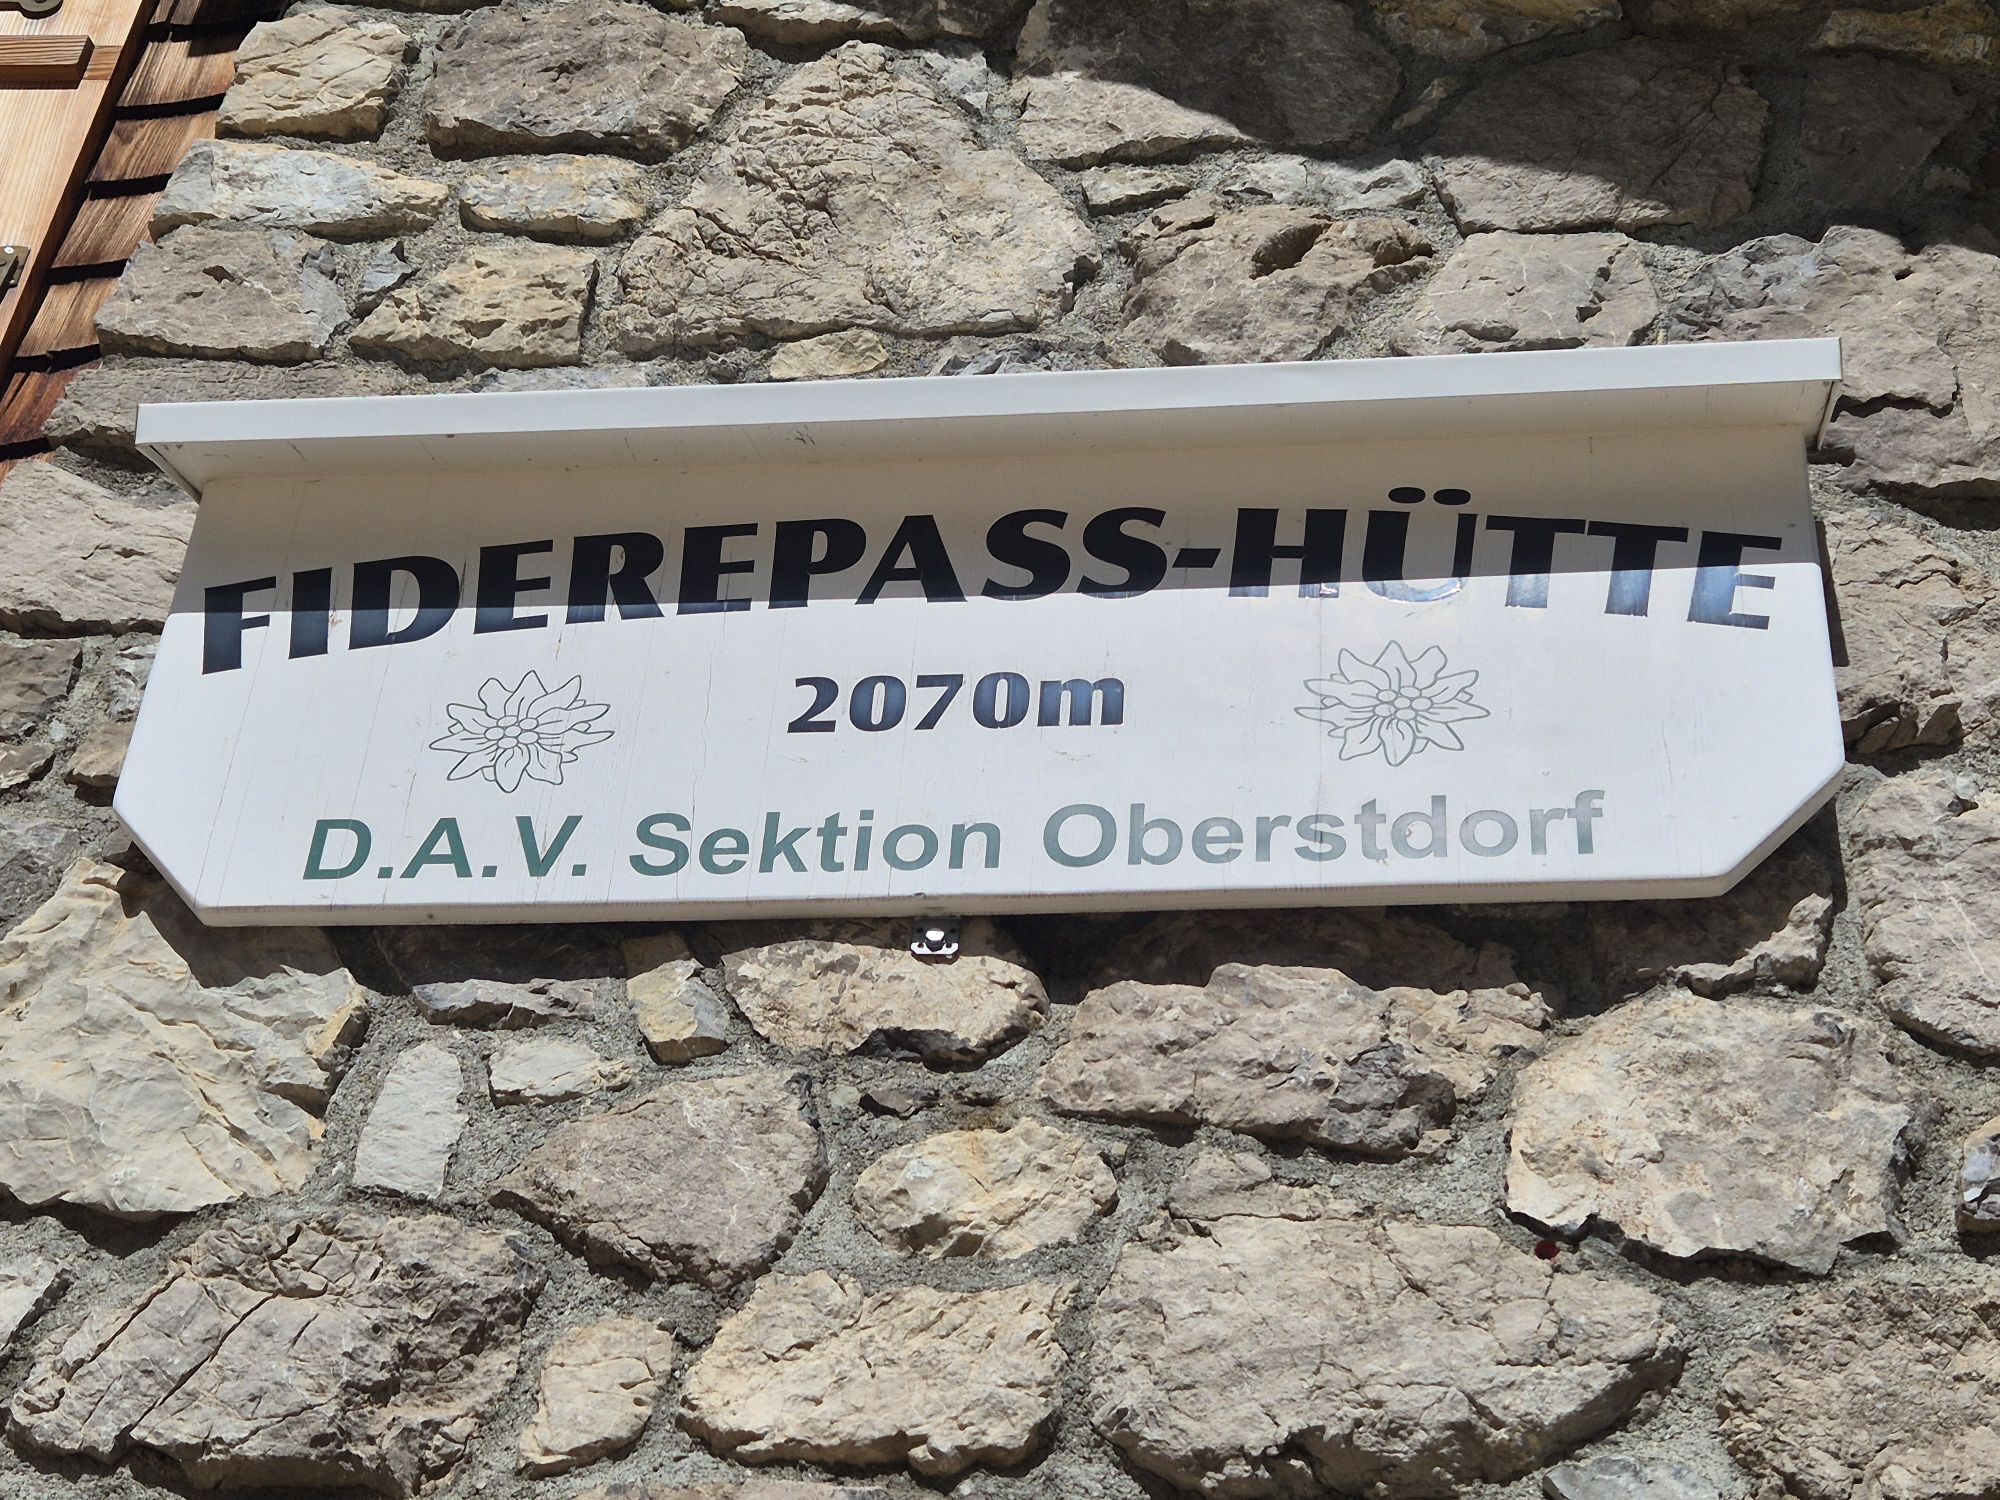 FIDEREPASS-HÜTTE
2070m
D.A.V. Sektion Oberstdorf